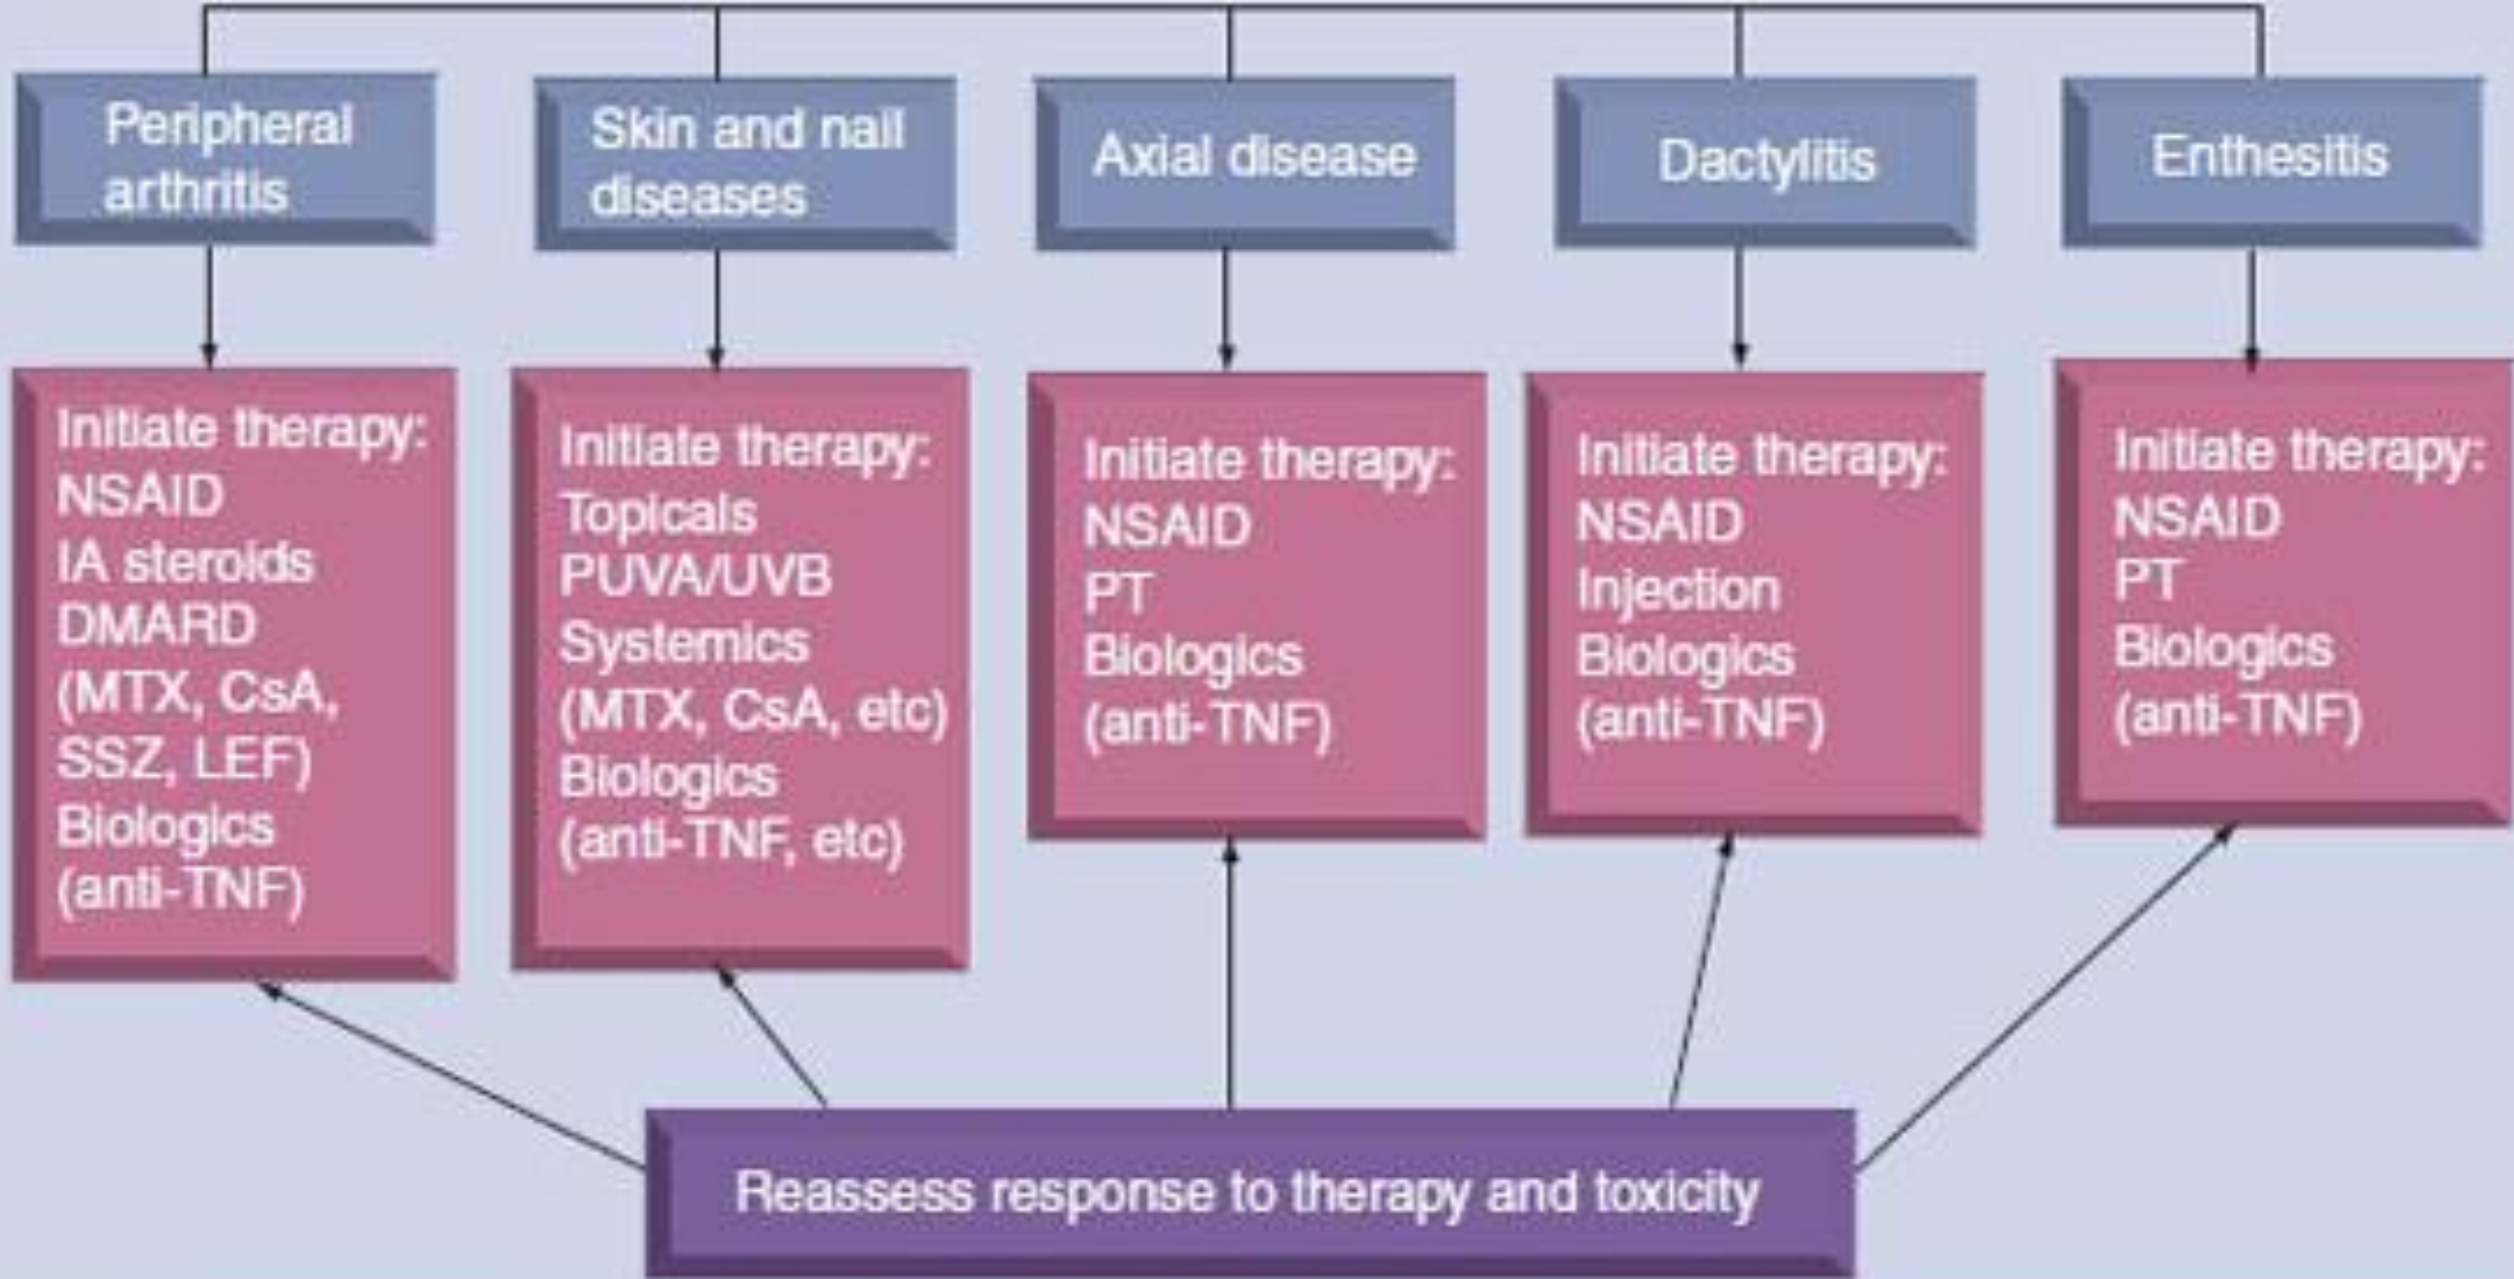 Peripheral
arthritis
Skin and nail
diseases
Axial disease
Dactylitis
Enthesitis
Initiate therapy:
NSAID
IA steroids
DMARD
(MTX, CsA,
SSZ, LEF)
Biologics
(anti-TNF)
Initiate therapy:
Topicals
PUVA/UVB
Systemics
(MTX, CsA, etc)
Biologics
(anti-TNF, etc)
Initiate therapy:
NSAID
PT
Biologics
(anti-TNF)
Initiate therapy:
NSAID
Injection
Biologics
(anti-TNF)
Initiate therapy:
NSAID
PT
Biologics
(anti-TNF)
Reassess response to therapy and toxicity